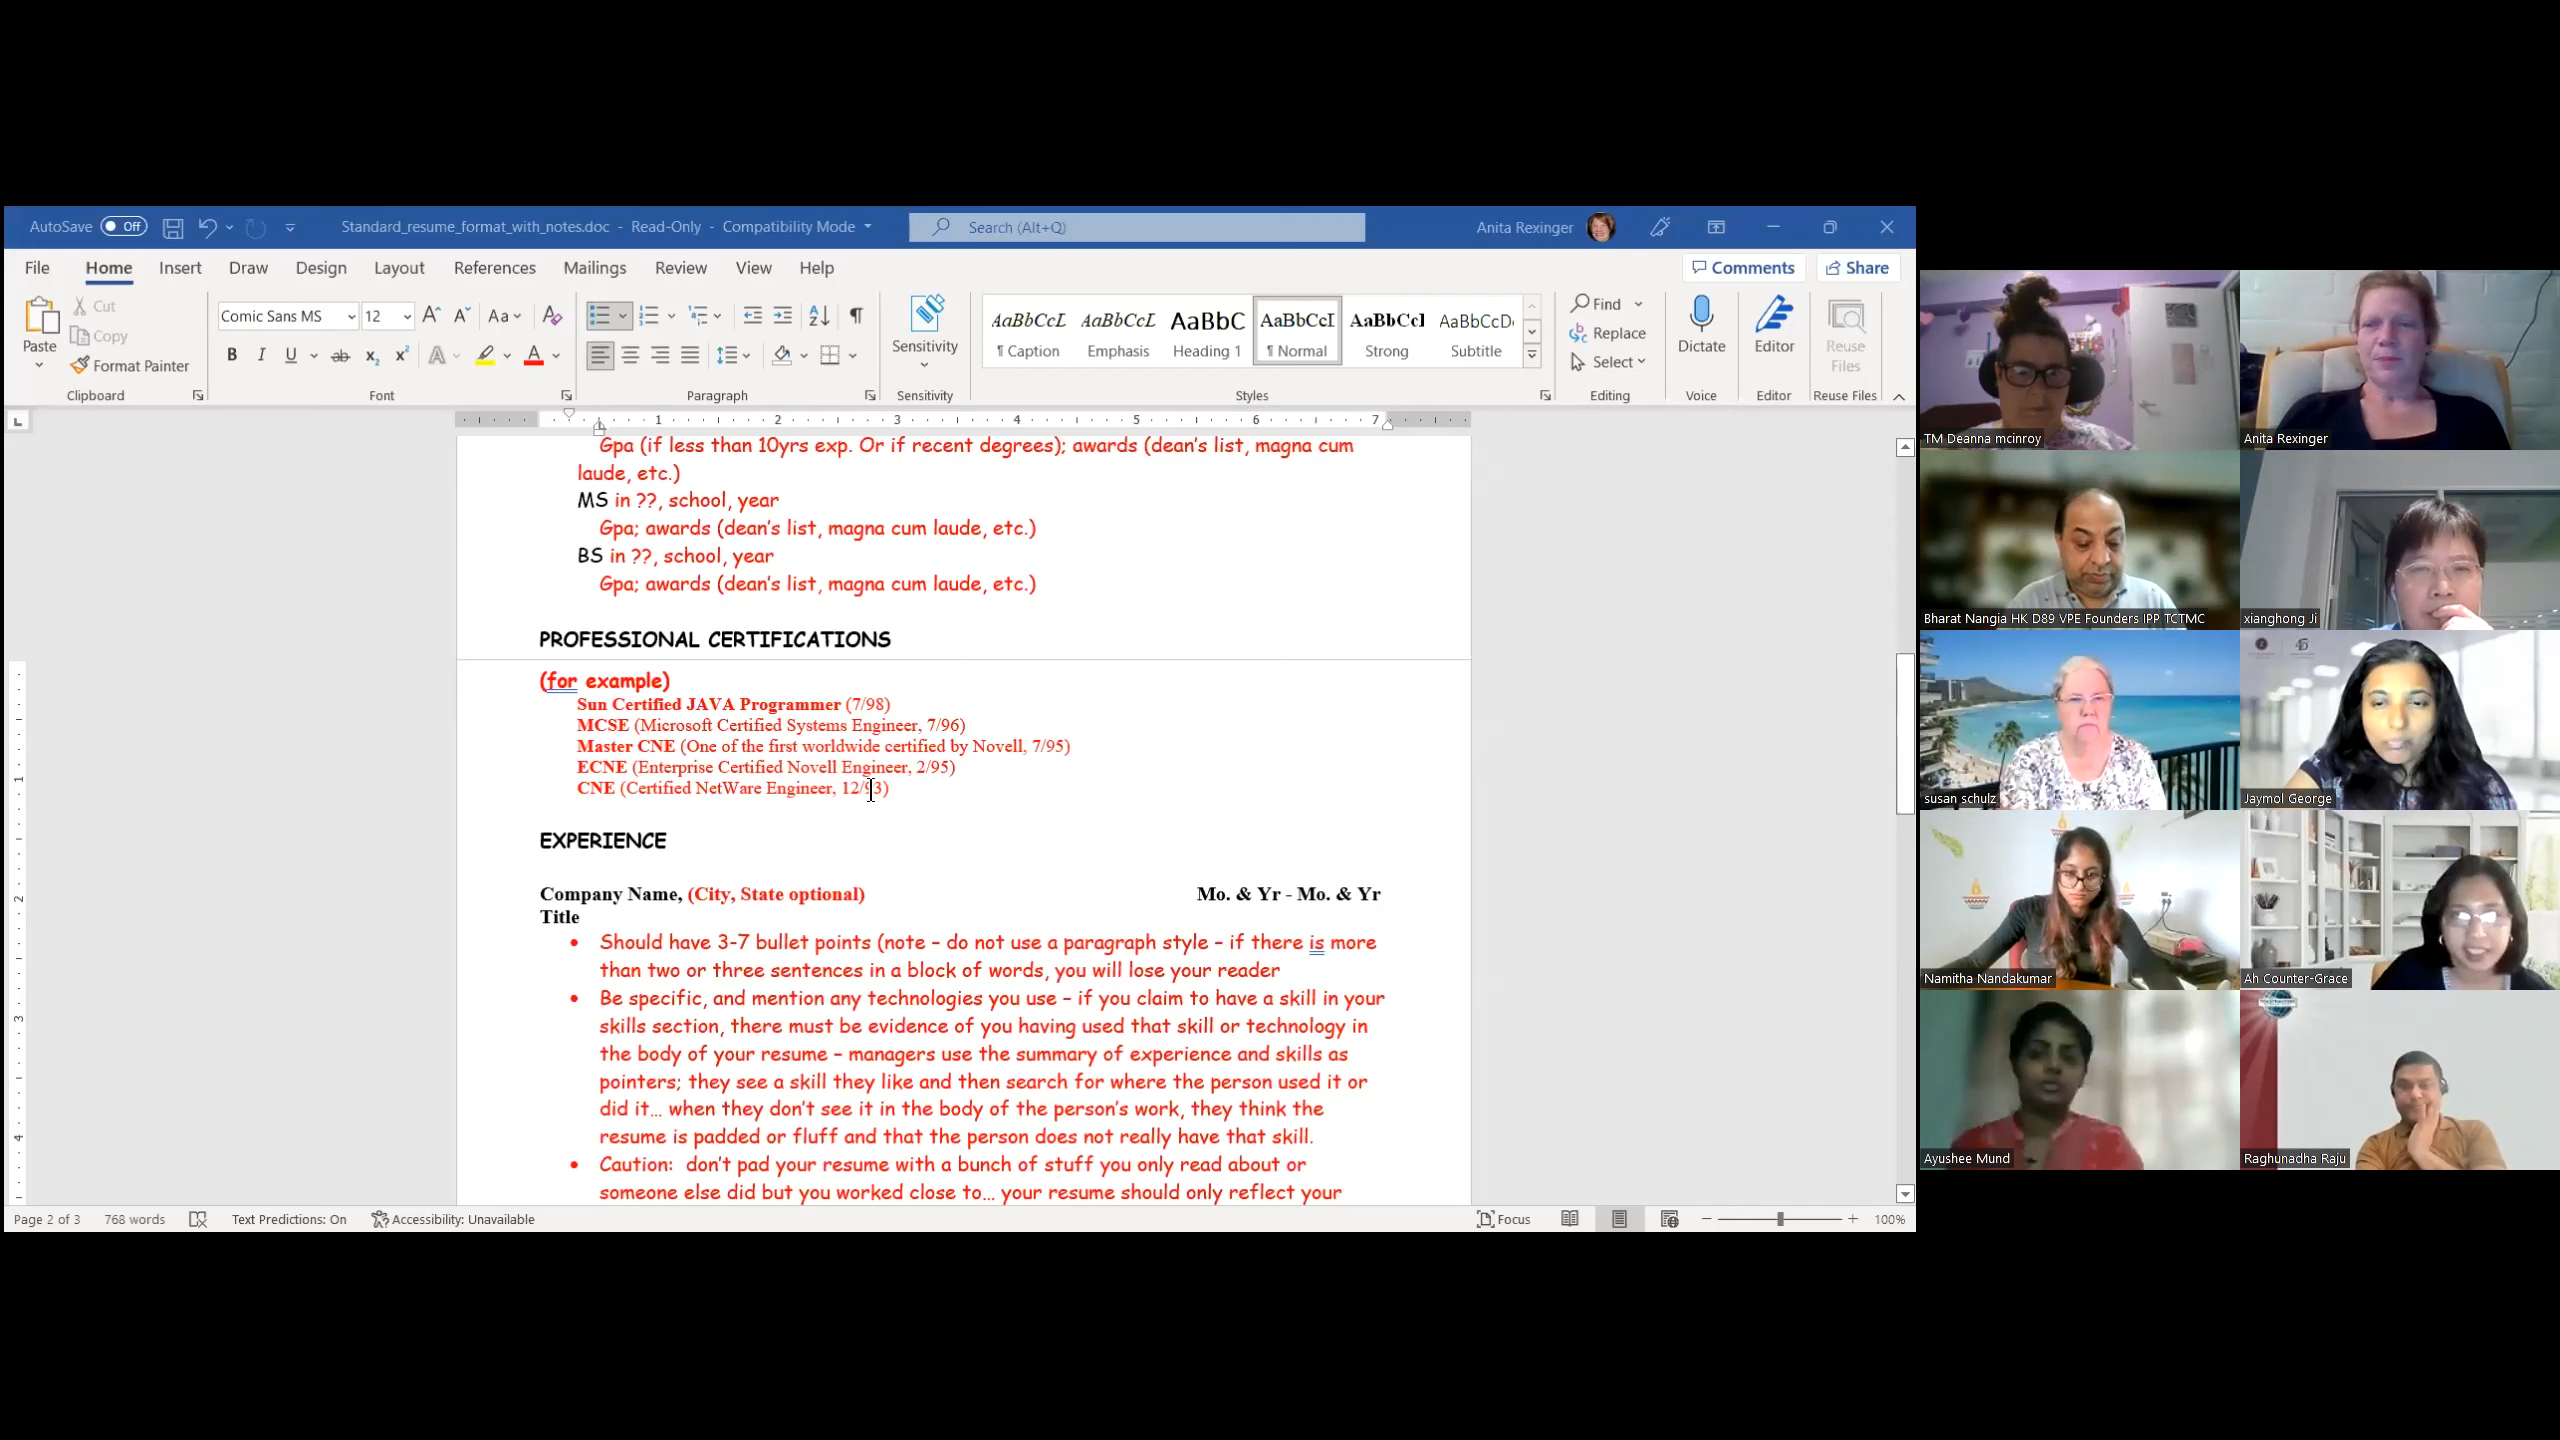 AutoSave Off Standard_resume_format_with_notes.doc - Read-Only - Compatibility Mode Search (Alt+Q) Anita Rexinger
File Home Insert Draw Design Layout References Mailings Review View Help Comments Share
Paste
Cut
Copy
Format Painter
Clipboard
Comic Sans MS 12
Font
Paragraph
Sensitivity
Sensitivity
AaBbCcL AaBbCcL AaBbC AaBbCcI AaBbCcI AaBbCcD
¶ Caption Emphasis Heading 1 ¶ Normal Strong Subtitle
Styles
Find
Replace
Select
Editing
Dictate
Voice
Editor
Editor
Reuse
Files
Reuse Files
1 2 3 4 5 6 7
Gpa (if less than 10yrs exp. Or if recent degrees); awards (dean's list, magna cum
laude, etc.)
MS in ??, school, year
Gpa; awards (dean's list, magna cum laude, etc.)
BS in ??, school, year
Gpa; awards (dean's list, magna cum laude, etc.)
PROFESSIONAL CERTIFICATIONS
(for example)
Sun Certified JAVA Programmer (7/98)
MCSE (Microsoft Certified Systems Engineer, 7/96)
Master CNE (One of the first worldwide certified by Novell, 7/95)
ECNE (Enterprise Certified Novell Engineer, 2/95)
CNE (Certified NetWare Engineer, 12/93)
EXPERIENCE
Company Name, (City, State optional) Mo. & Yr - Mo. & Yr
Title
• Should have 3-7 bullet points (note – do not use a paragraph style – if there is more
than two or three sentences in a block of words, you will lose your reader
• Be specific, and mention any technologies you use – if you claim to have a skill in your
skills section, there must be evidence of you having used that skill or technology in
the body of your resume – managers use the summary of experience and skills as
pointers; they see a skill they like and then search for where the person used it or
did it… when they don't see it in the body of the person's work, they think the
resume is padded or fluff and that the person does not really have that skill.
• Caution: don't pad your resume with a bunch of stuff you only read about or
someone else did but you worked close to… your resume should only reflect your
1
2
3
4
Page 2 of 3 768 words Text Predictions: On Accessibility: Unavailable Focus 100%
TM Deanna mcinroy
Anita Rexinger
Bharat Nangia HK D89 VPE Founders IPP TCTMC
xianghong Ji
susan schulz
Jaymol George
Namitha Nandakumar
Ah Counter-Grace
Ayushee Mund
Raghunadha Raju